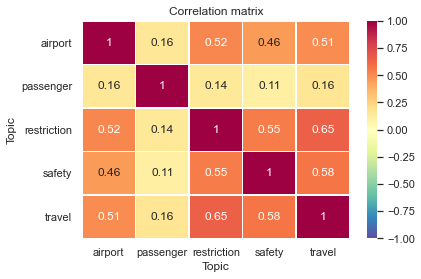 Correlation matrix
airport 1 0.16 0.52 0.46 0.51
passenger 0.16 1 0.14 0.11 0.16
restriction 0.52 0.14 1 0.55 0.65
safety 0.46 0.11 0.55 1 0.58
travel 0.51 0.16 0.65 0.58 1
airport passenger restriction safety travel
Topic
Topic
1.00
0.75
0.50
0.25
0.00
−0.25
−0.50
−0.75
−1.00